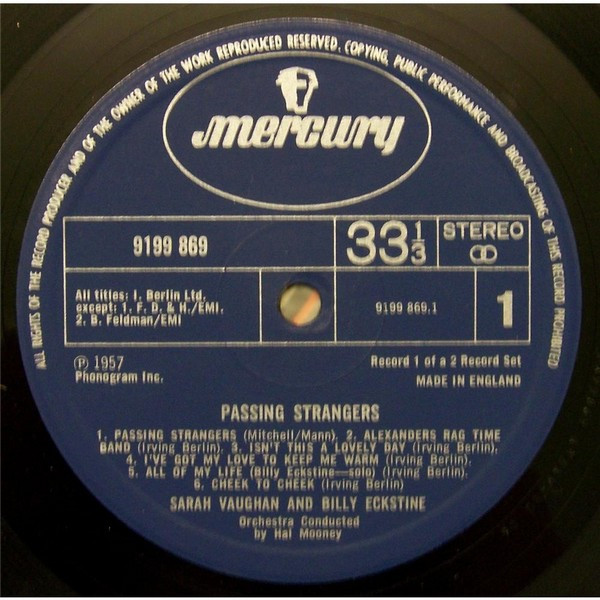 ALL RIGHTS OF THE RECORD PRODUCER AND OF THE OWNER OF THE WORK REPRODUCED RESERVED. COPYING, PUBLIC PERFORMANCE AND BROADCASTING OF THIS RECORD PROHIBITED
mercury
9199 869
33 1/3
STEREO
All titles: I. Berlin Ltd.
except: 1. F. D. & H./EMI.
2. B. Feldman/EMI
9199 869.1
1
Ⓟ 1957
Phonogram Inc.
Record 1 of a 2 Record Set
MADE IN ENGLAND
PASSING STRANGERS
1. PASSING STRANGERS (Mitchell/Mann). 2. ALEXANDERS RAG TIME
BAND (Irving Berlin). 3. ISN'T THIS A LOVELY DAY (Irving Berlin).
4. I'VE GOT MY LOVE TO KEEP ME WARM (Irving Berlin).
5. ALL OF MY LIFE (Billy Eckstine—solo) (Irving Berlin)
6. CHEEK TO CHEEK (Irving Berlin)
SARAH VAUGHAN AND BILLY ECKSTINE
Orchestra Conducted
by Hal Mooney